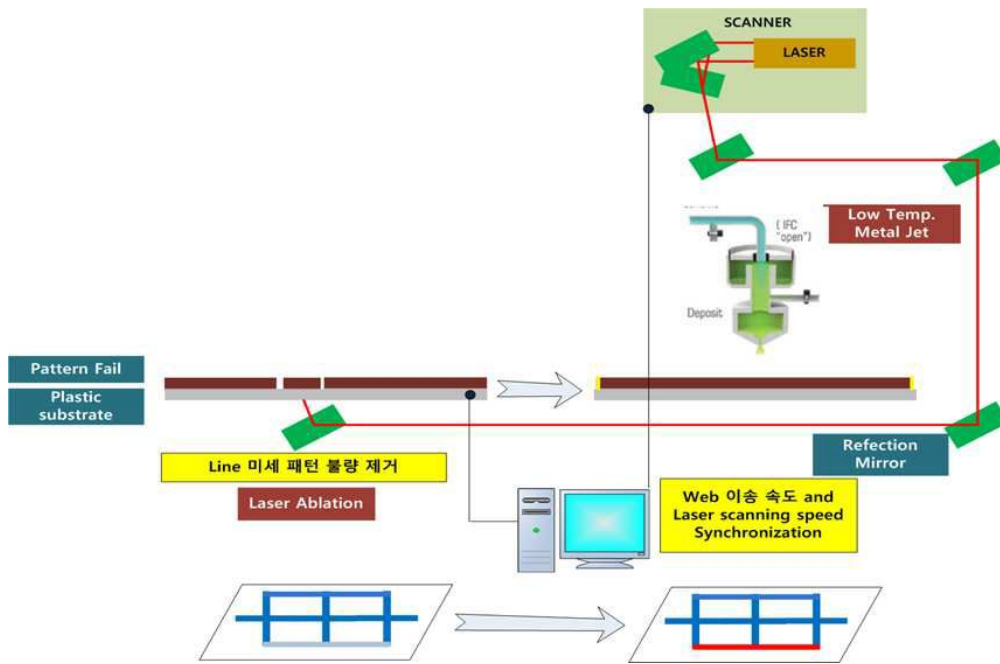 SCANNER
LASER
Low Temp.
Metal Jet
( IFC
"open")
Deposit
Pattern Fail
Plastic
substrate
Refection
Mirror
Line 미세 패턴 불량 제거
Laser Ablation
Web 이송 속도 and
Laser scanning speed
Synchronization